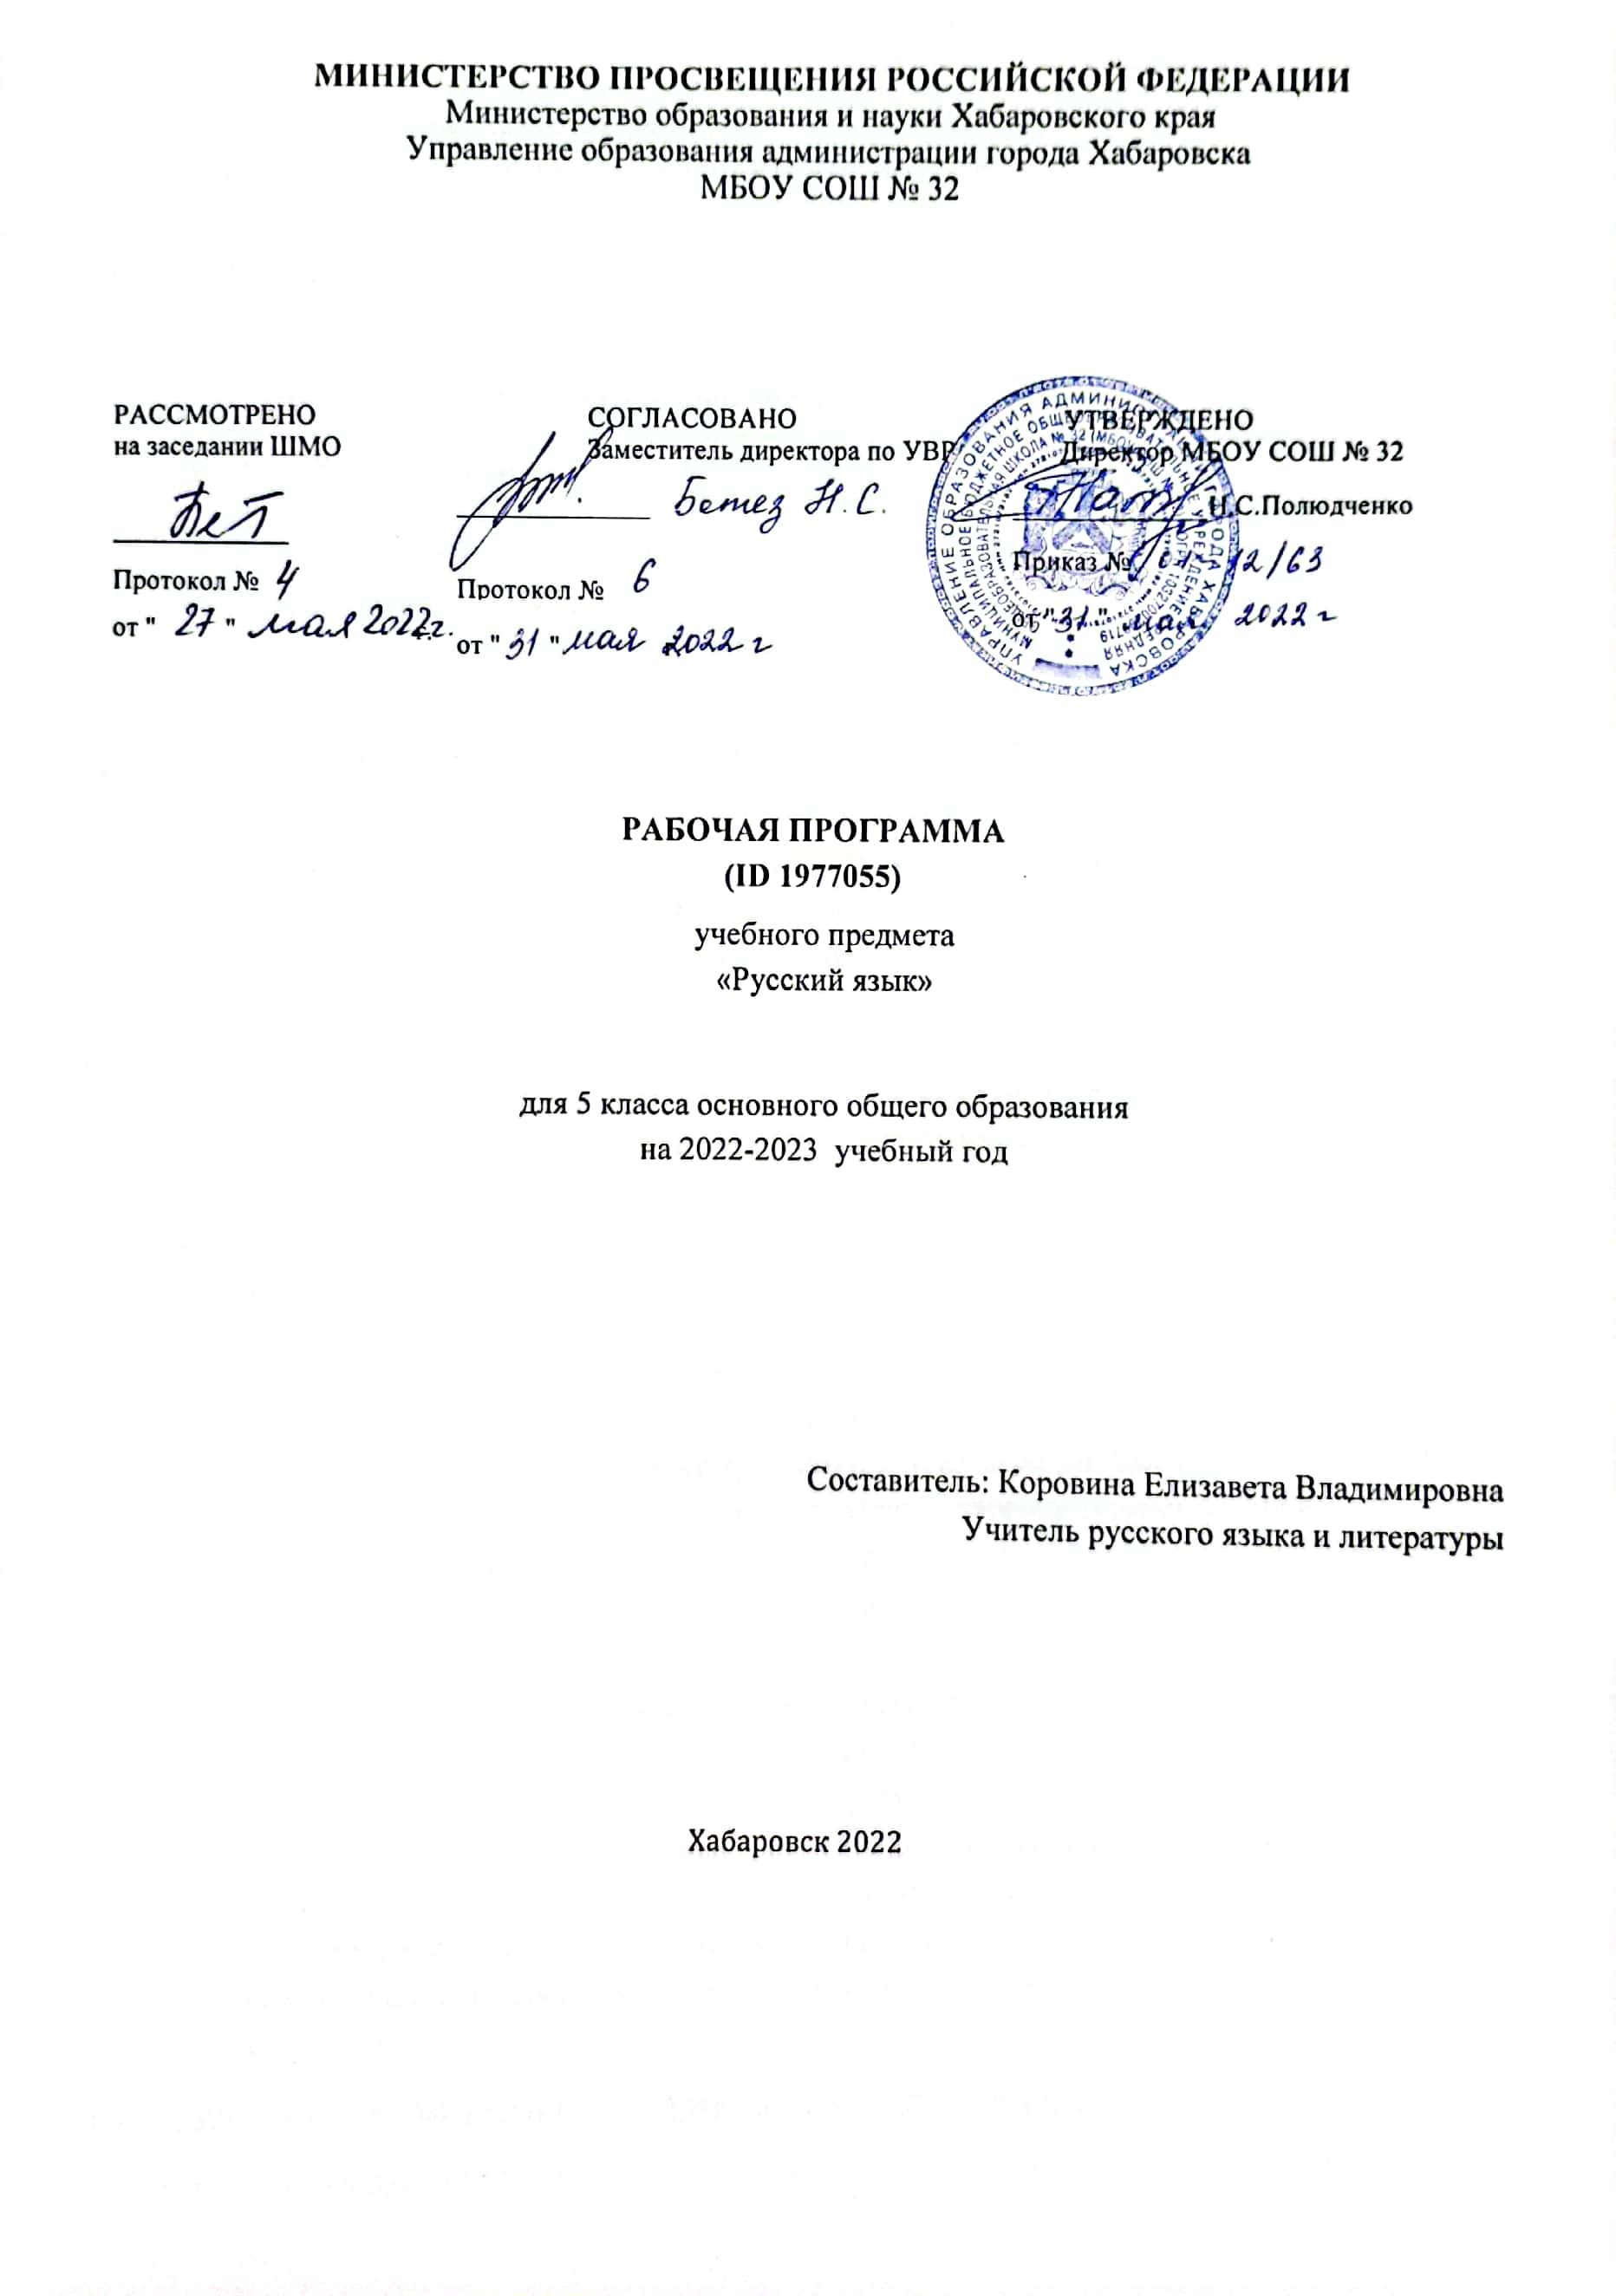 МИНИСТЕРСТВО ПРОСВЕЩЕНИЯ РОССИЙСКОЙ ФЕДЕРАЦИИ
Министерство образования и науки Хабаровского края
Управление образования администрации города Хабаровска
МБОУ СОШ № 32
РАССМОТРЕНО
на заседании ШМО
Протокол № 4
от " 27 " мая 2022г.
СОГЛАСОВАНО
Заместитель директора по УВР
Бетез Н.С.
Протокол № 6
от " 31 " мая 2022 г
УТВЕРЖДЕНО
Директор МБОУ СОШ № 32
Н.С.Полюдченко
Приказ № 12/63
от "31" мая 2022 г
РАБОЧАЯ ПРОГРАММА
(ID 1977055)
учебного предмета
«Русский язык»
для 5 класса основного общего образования
на 2022-2023 учебный год
Составитель: Коровина Елизавета Владимировна
Учитель русского языка и литературы
Хабаровск 2022